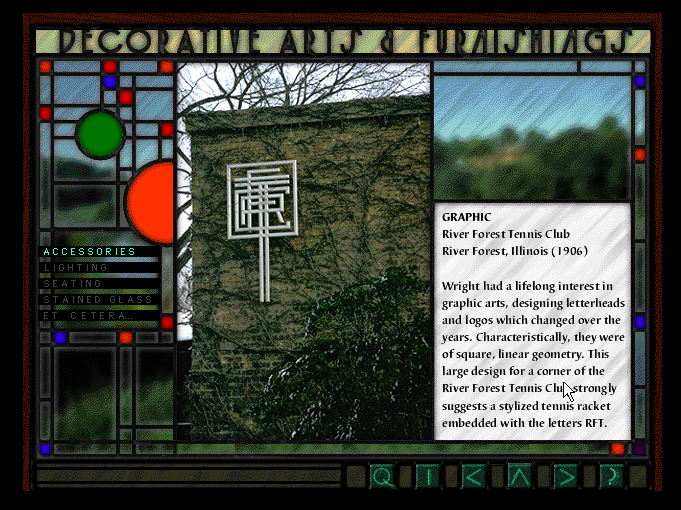 DECORATIVE ARTS & FURNISHINGS
ACCESSORIES
LIGHTING
SEATING
STAINED GLASS
ET CETERA...
GRAPHIC
River Forest Tennis Club
River Forest, Illinois (1906)
Wright had a lifelong interest in
graphic arts, designing letterheads
and logos which changed over the
years. Characteristically, they were
of square, linear geometry. This
large design for a corner of the
River Forest Tennis Club strongly
suggests a stylized tennis racket
embedded with the letters RFT.
Q I < Λ > ?